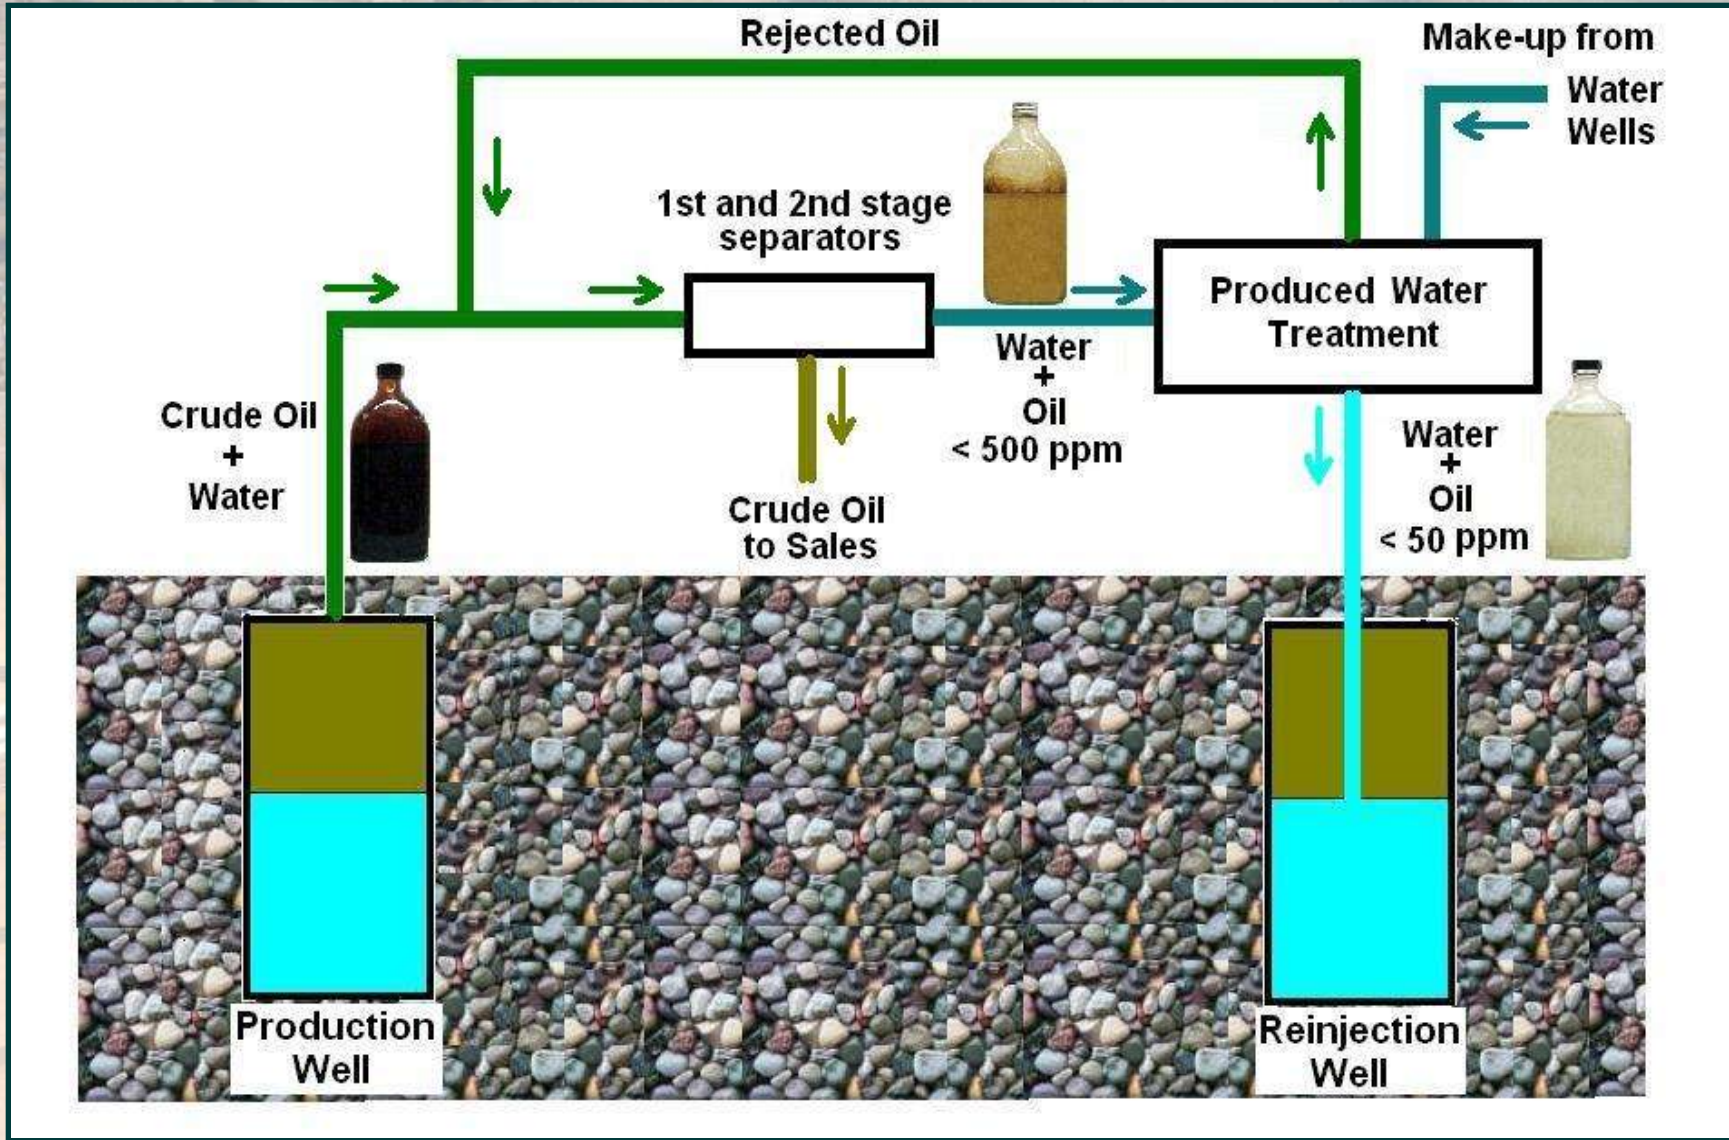 Rejected Oil
Make-up from
Water
Wells
1st and 2nd stage
separators
Produced Water
Treatment
Crude Oil
+
Water
Water
+
Oil
< 500 ppm
Water
+
Oil
< 50 ppm
Crude Oil
to Sales
Production
Well
Reinjection
Well